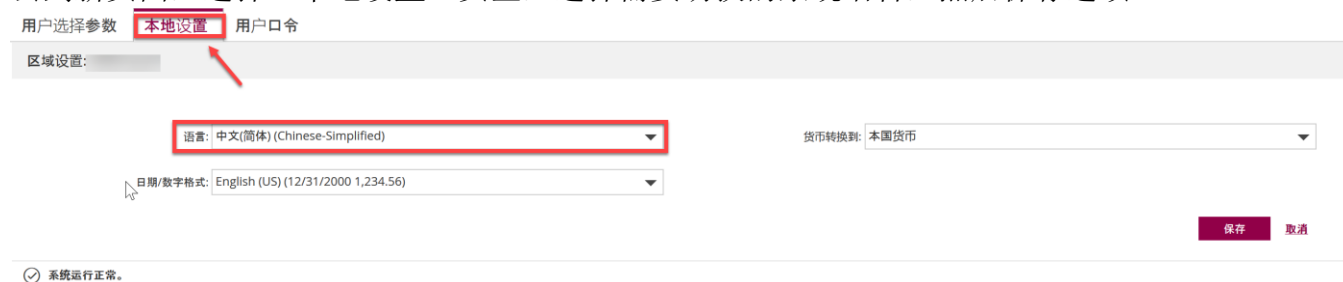 用户选择参数 本地设置 用户口令
区域设置:
语言: 中文(简体) (Chinese-Simplified) 货币转换到: 本国货币
日期/数字格式: English (US) (12/31/2000 1,234.56)
保存 取消
系统运行正常。